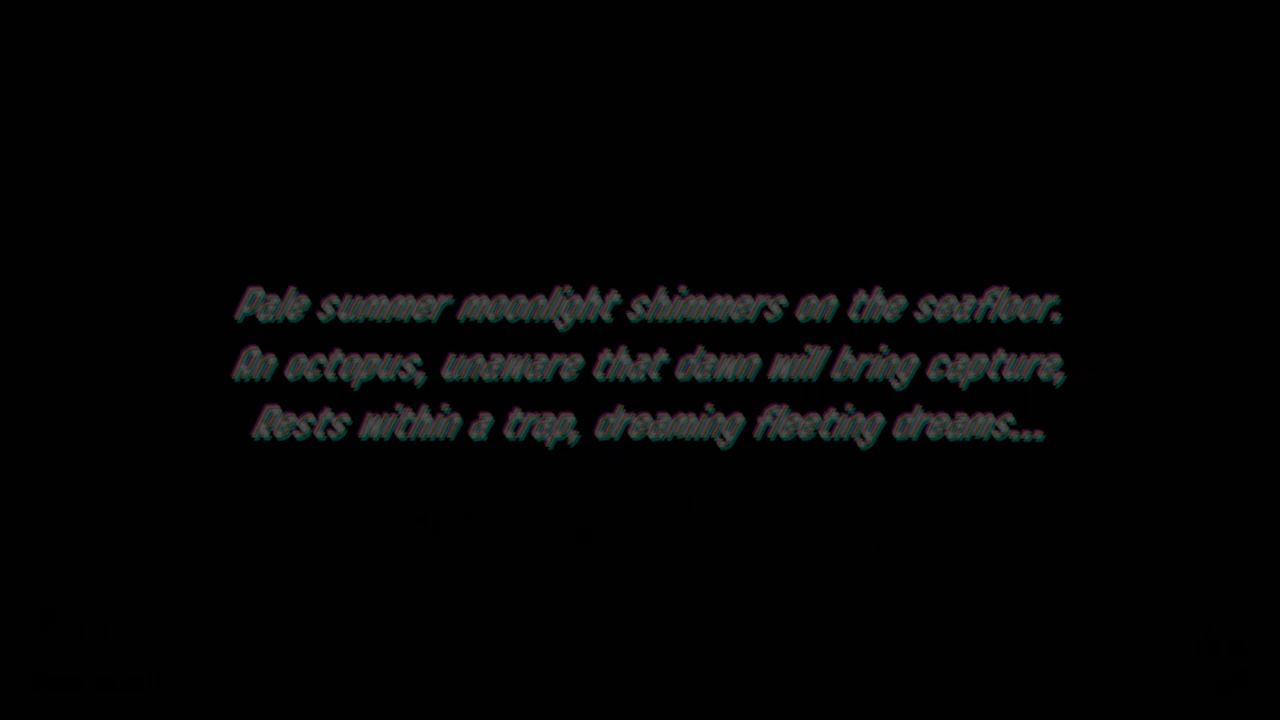 Pale summer moonlight shimmers on the seafloor.
An octopus, unaware that dawn will bring capture,
Rests within a trap, dreaming fleeting dreams...